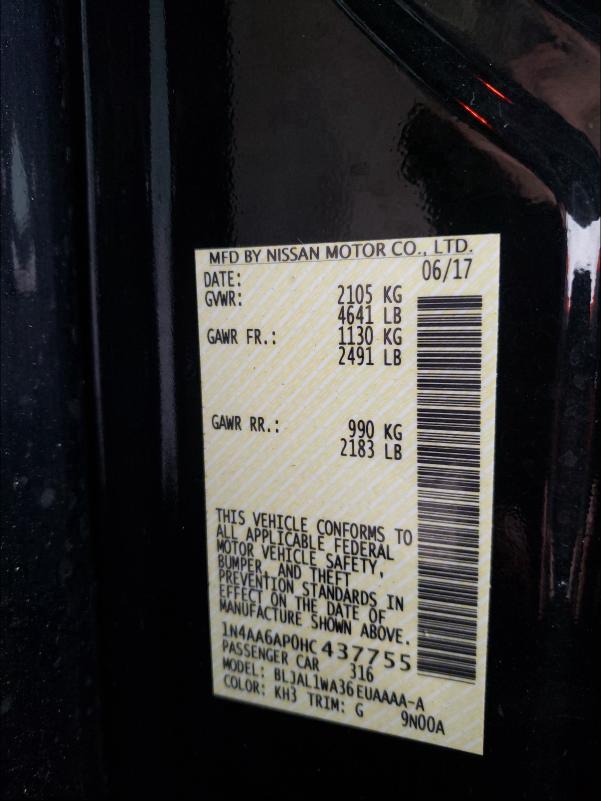 MFD BY NISSAN MOTOR CO., LTD.
DATE: 06/17
GVWR: 2105 KG
4641 LB
GAWR FR.: 1130 KG
2491 LB
GAWR RR.: 990 KG
2183 LB
THIS VEHICLE CONFORMS TO
ALL APPLICABLE FEDERAL
MOTOR VEHICLE SAFETY,
BUMPER, AND THEFT
PREVENTION STANDARDS IN
EFFECT ON THE DATE OF
MANUFACTURE SHOWN ABOVE.
1N4AA6AP0HC437755
PASSENGER CAR 316
MODEL: BLJAL1WA36EUAAAA-A
COLOR: KH3 TRIM: G 9N00A